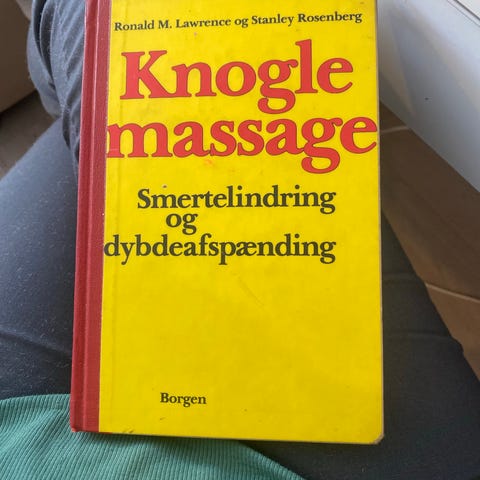 Ronald M. Lawrence og Stanley Rosenberg
Knogle
massage
Smertelindring
og
dybdeafspænding
Borgen